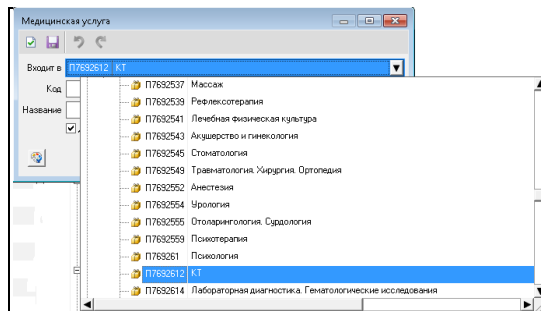 Медицинская услуга
Входит в П7692612 КТ
Код
Название
П7692537 Массаж
П7692539 Рефлексотерапия
П7692541 Лечебная физическая культура
П7692543 Акушерство и гинекология
П7692545 Стоматология
П7692549 Травматология. Хирургия. Ортопедия
П7692552 Анестезия
П7692554 Урология
П7692555 Отоларингология. Сурдология
П7692559 Психотерапия
П769261 Психология
П7692612 КТ
П7692614 Лабораторная диагностика. Гематологические исследования